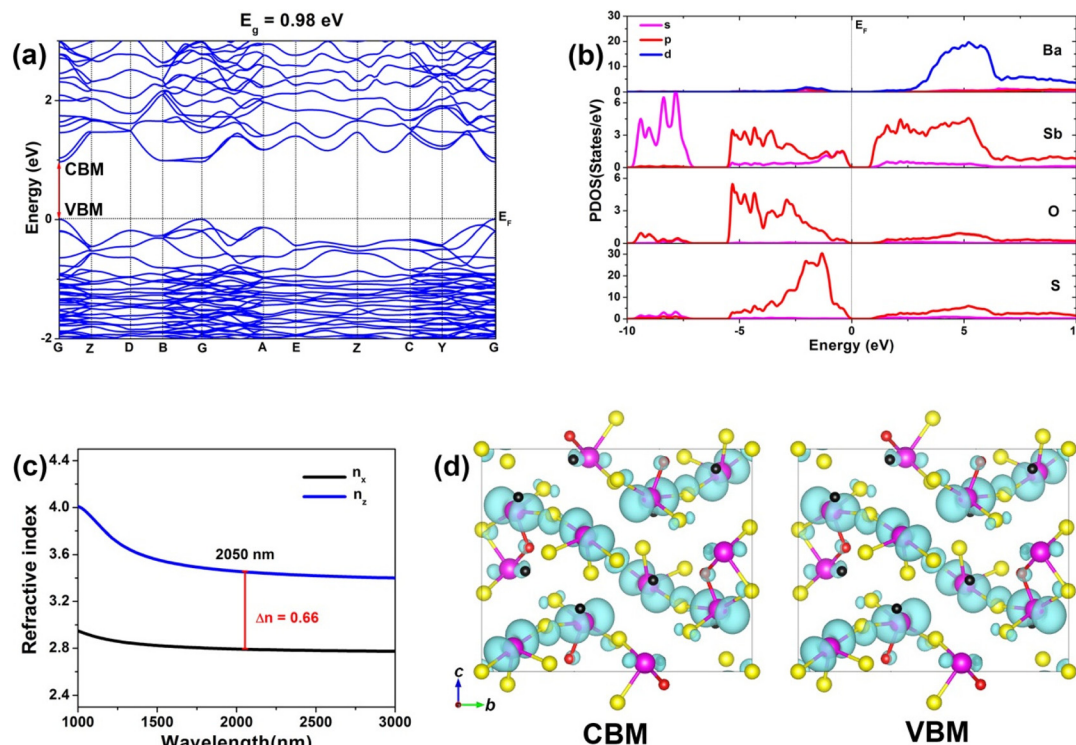 E_g = 0.98 eV
(a)
Energy (eV)
2
0
-2
CBM
VBM
E_F
G Z D B G A E Z C Y G
(b)
E_F
s
p
d
PDOS(States/eV)
30
20
10
0
Ba
6
3
0
Sb
6
3
0
O
30
20
10
0
S
-10 -5 0 5 10
Energy (eV)
(c)
Refractive index
4.4
4.0
3.6
3.2
2.8
2.4
n_x
n_z
2050 nm
Δn = 0.66
1000 1500 2000 2500 3000
Wavelength(nm)
(d)
c
b
CBM
VBM